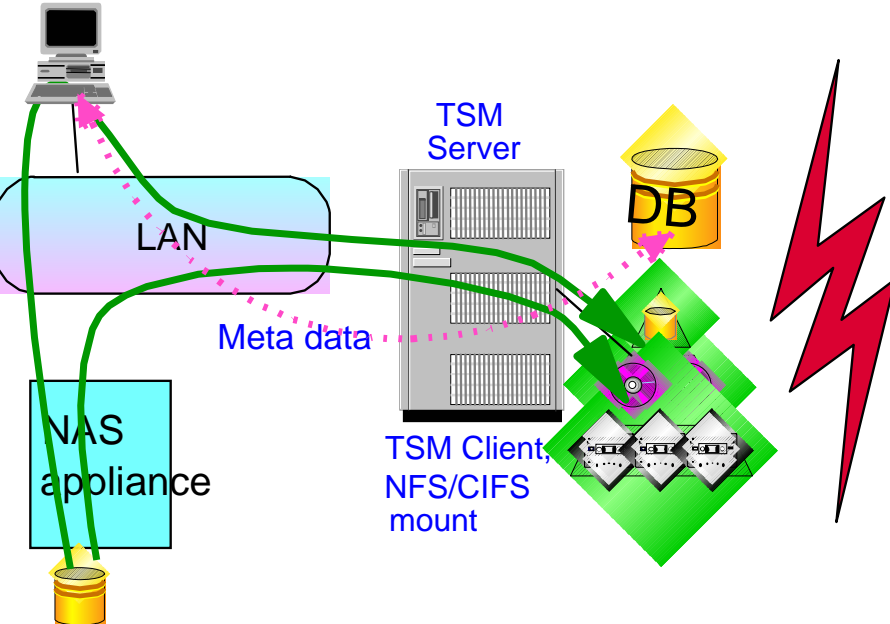 TSM
Server
DB
LAN
Meta data
NAS
appliance
TSM Client,
NFS/CIFS
mount